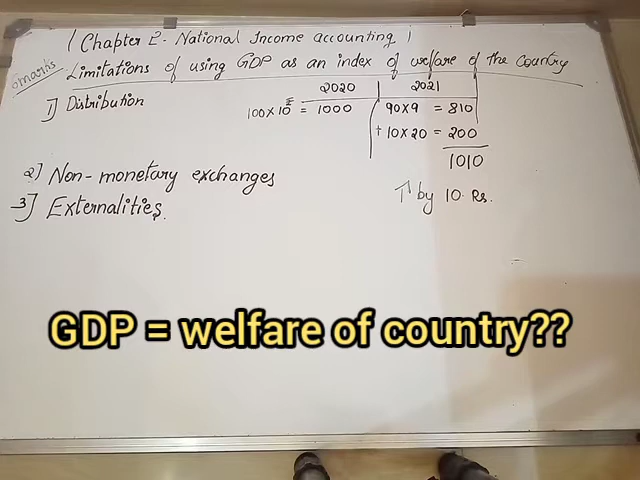 ( Chapter 2 - National Income accounting )
6marks Limitations of using GDP as an index of welfare of the country
1] Distribution
2020 2021
100 x 10 = 1000 90 x 9 = 810
+ 10 x 20 = 200
1010
2] Non-monetary exchanges
↑ by 10 Rs.
3] Externalities.
GDP = welfare of country??